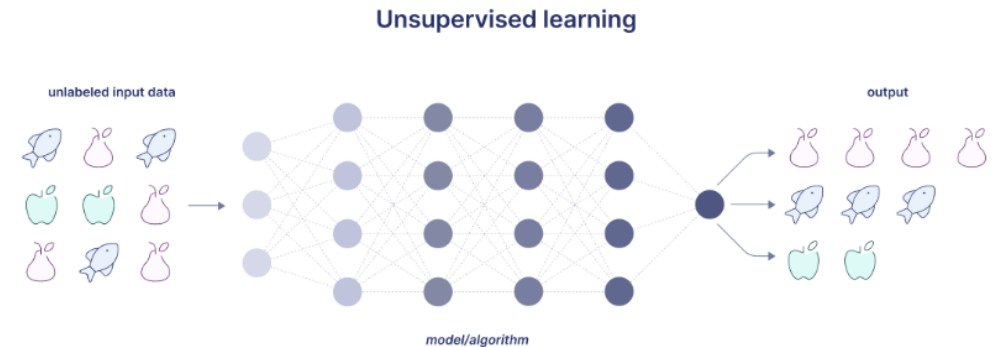 Unsupervised learning
unlabeled input data
output
model/algorithm